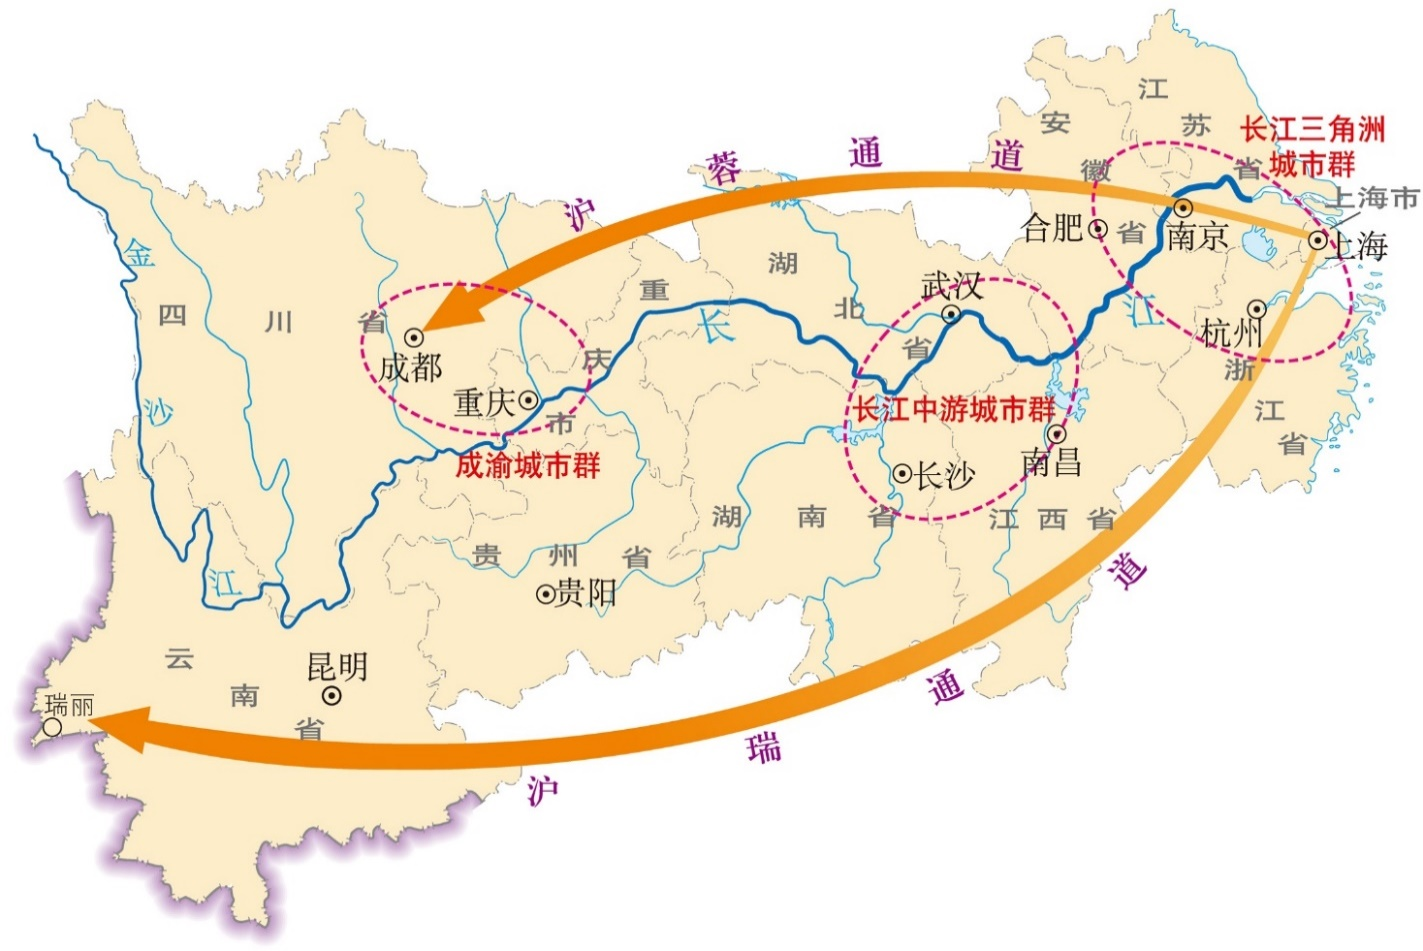 江
苏
省
安
徽
省
长江三角洲
城市群
上海市
上海
南京
合肥
杭州
浙
江
省
沪
蓉
通
道
金
沙
江
四
川
省
成都
重庆
重
庆
市
成渝城市群
长
江
湖
北
省
武汉
长江中游城市群
南昌
长沙
湖
南
省
江
西
省
贵
州
省
贵阳
云
南
省
昆明
瑞丽
沪
瑞
通
道